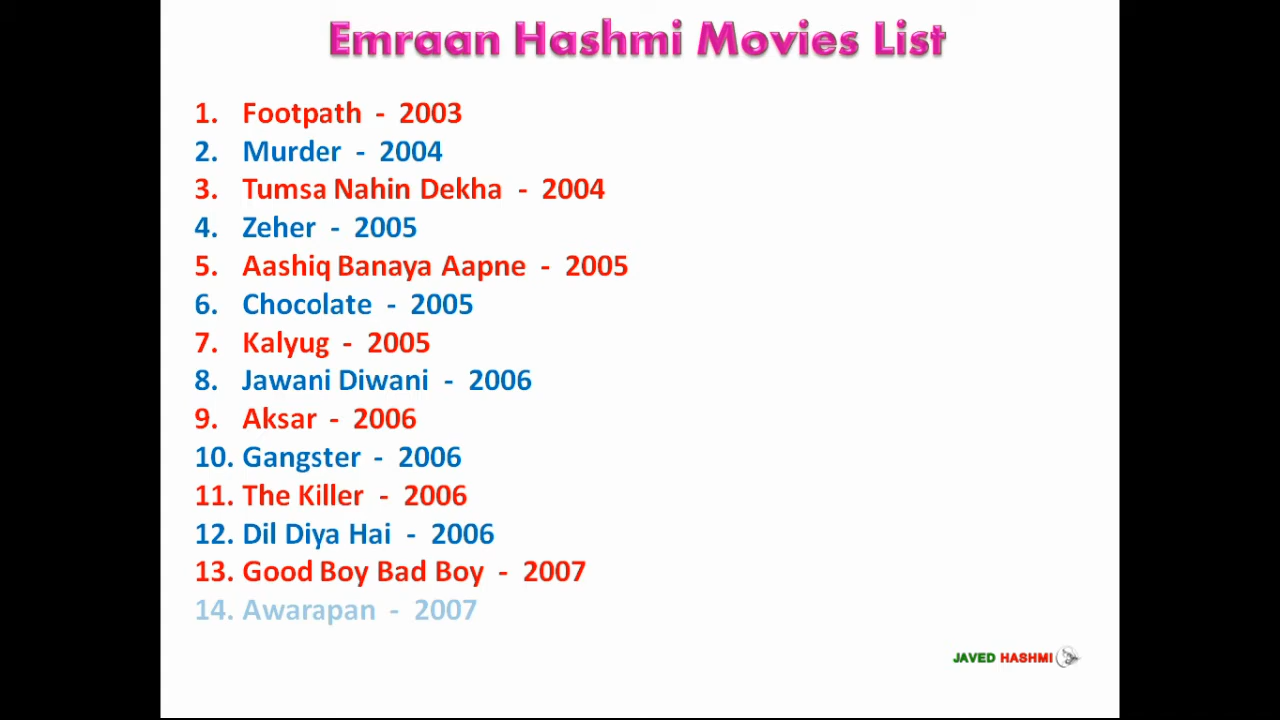 Emraan Hashmi Movies List
1. Footpath - 2003
2. Murder - 2004
3. Tumsa Nahin Dekha - 2004
4. Zeher - 2005
5. Aashiq Banaya Aapne - 2005
6. Chocolate - 2005
7. Kalyug - 2005
8. Jawani Diwani - 2006
9. Aksar - 2006
10. Gangster - 2006
11. The Killer - 2006
12. Dil Diya Hai - 2006
13. Good Boy Bad Boy - 2007
14. Awarapan - 2007
JAVED HASHMI